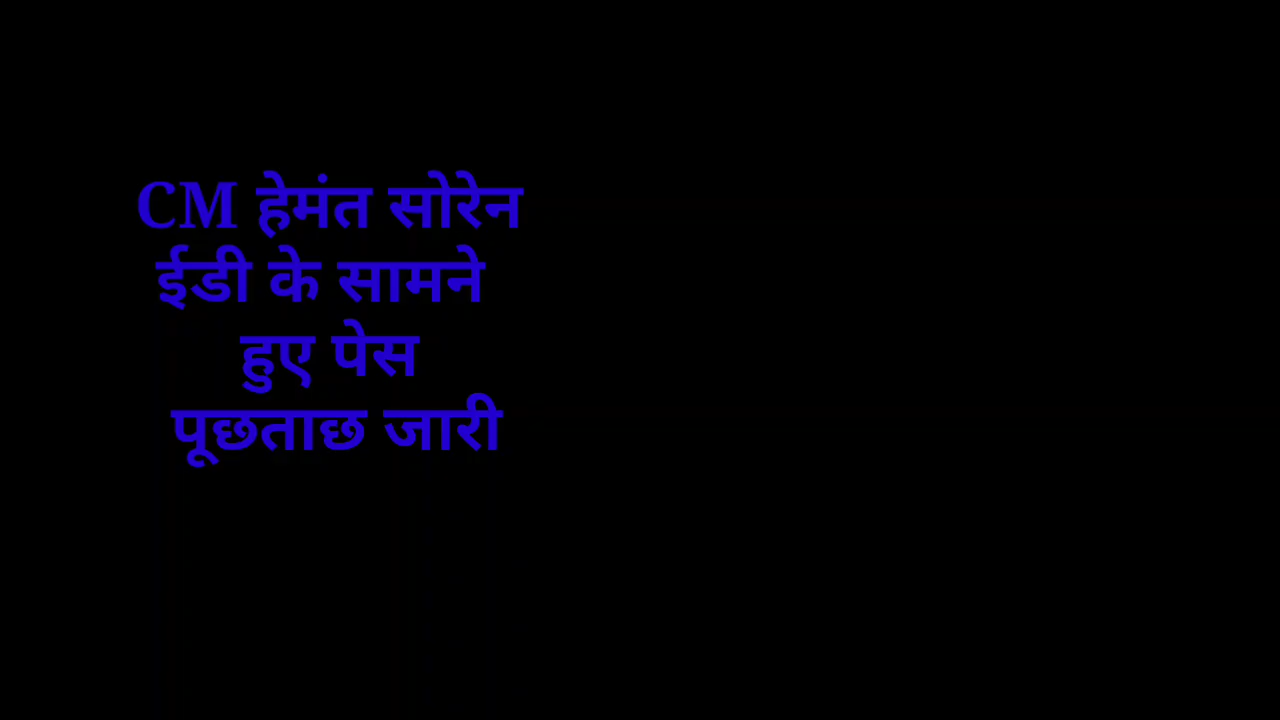 CM हेमंत सोरेन
ईडी के सामने
हुए पेस
पूछताछ जारी